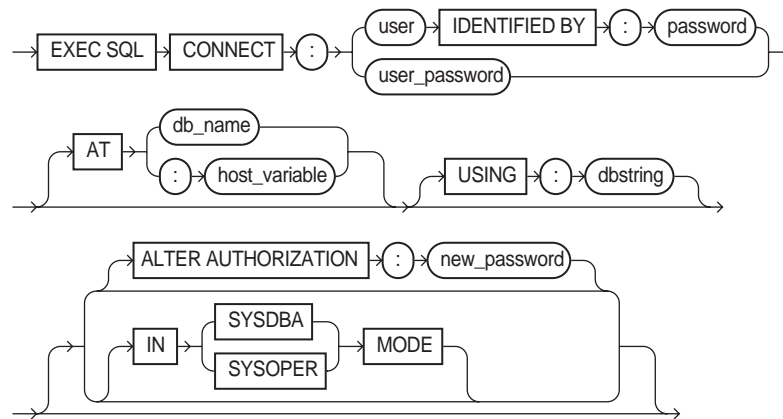 EXEC SQL CONNECT : user IDENTIFIED BY : password
user_password
AT db_name
: host_variable
USING : dbstring
ALTER AUTHORIZATION : new_password
IN SYSDBA MODE
SYSOPER